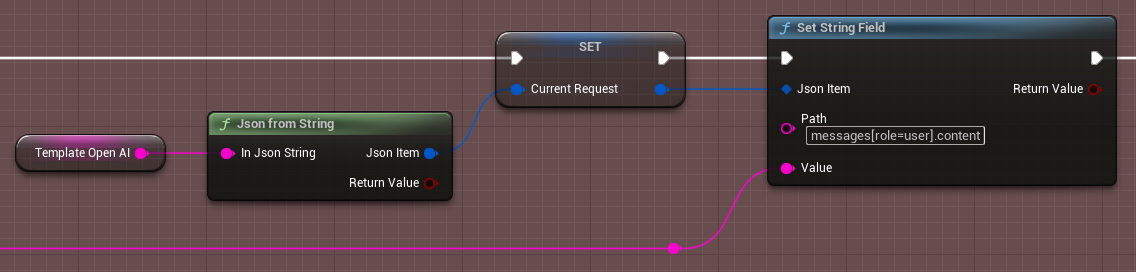 SET
Current Request
Set String Field
Json Item
Return Value
Path
messages[role=user].content
Value
Template Open AI
Json from String
In Json String
Json Item
Return Value